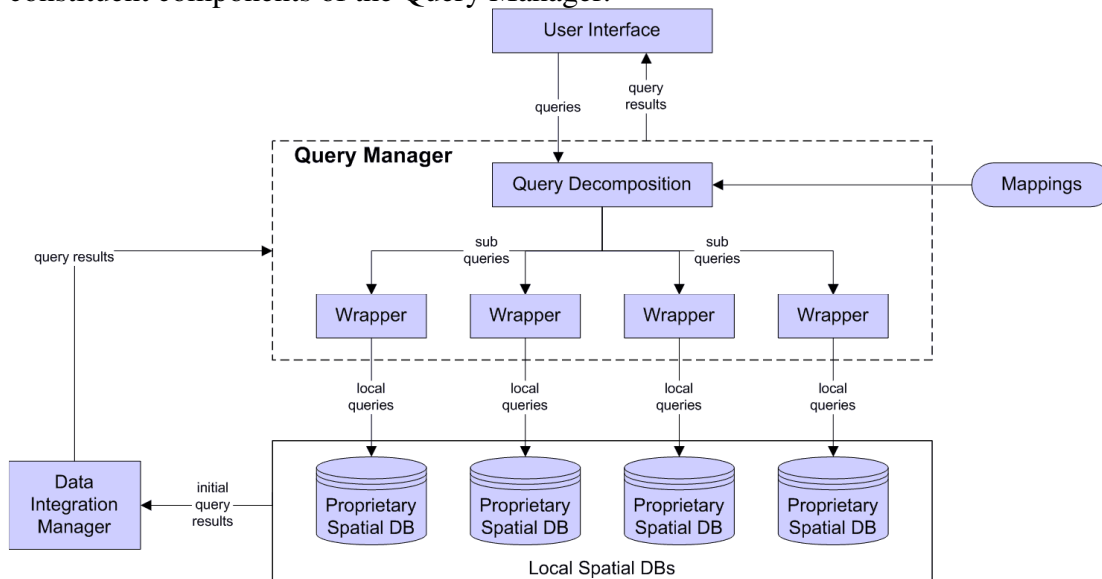 constituent components of the Query Manager.
User Interface
queries
query
results
Query Manager
Query Decomposition
Mappings
query results
sub
queries
sub
queries
Wrapper
Wrapper
Wrapper
Wrapper
local
queries
local
queries
local
queries
local
queries
Data
Integration
Manager
initial
query
results
Proprietary
Spatial DB
Proprietary
Spatial DB
Proprietary
Spatial DB
Proprietary
Spatial DB
Local Spatial DBs